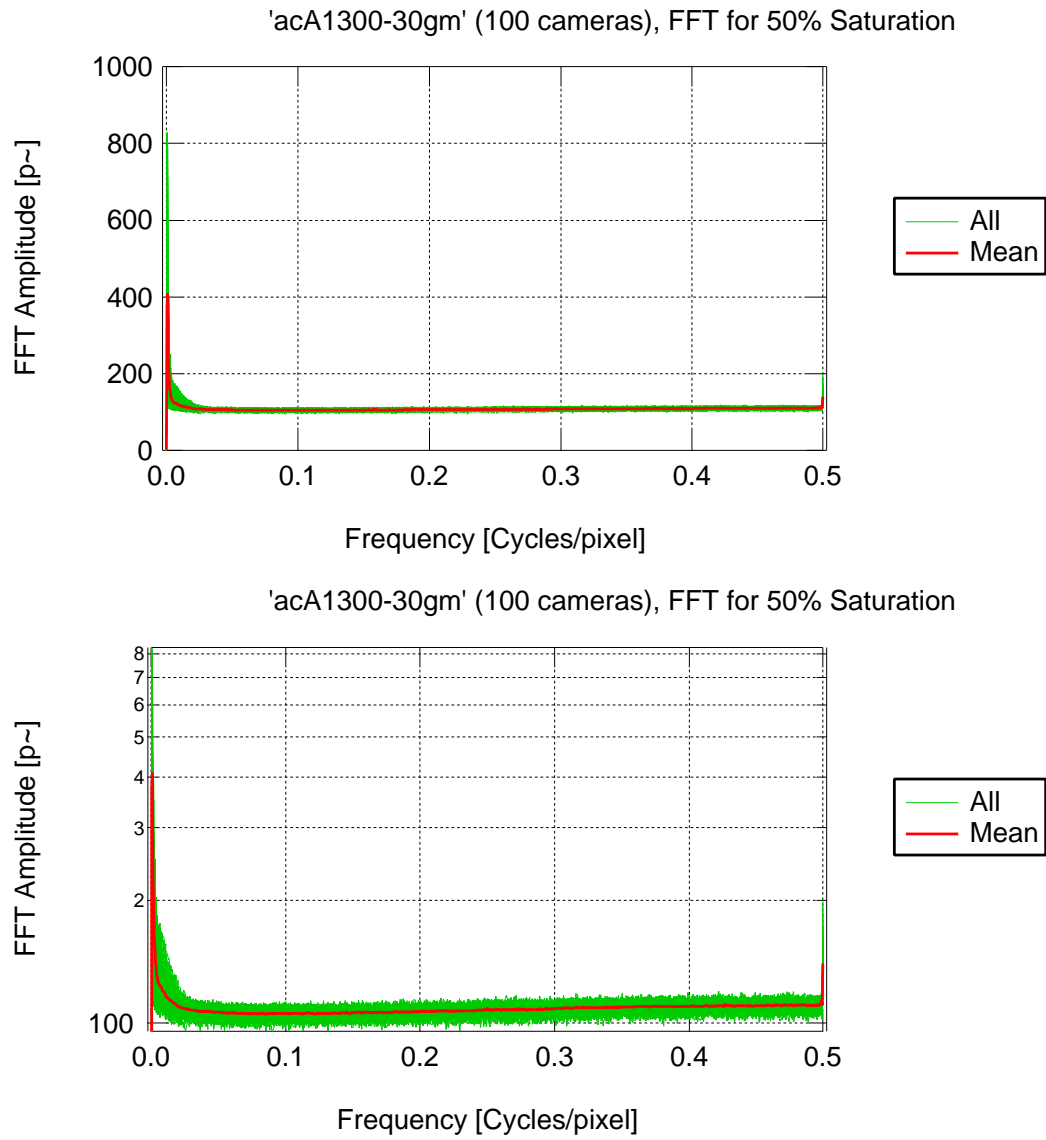 'acA1300-30gm' (100 cameras), FFT for 50% Saturation
1000
800
600
400
200
0
FFT Amplitude [p~]
0.0 0.1 0.2 0.3 0.4 0.5
Frequency [Cycles/pixel]
All
Mean
'acA1300-30gm' (100 cameras), FFT for 50% Saturation
8
7
6
5
4
3
2
100
FFT Amplitude [p~]
0.0 0.1 0.2 0.3 0.4 0.5
Frequency [Cycles/pixel]
All
Mean